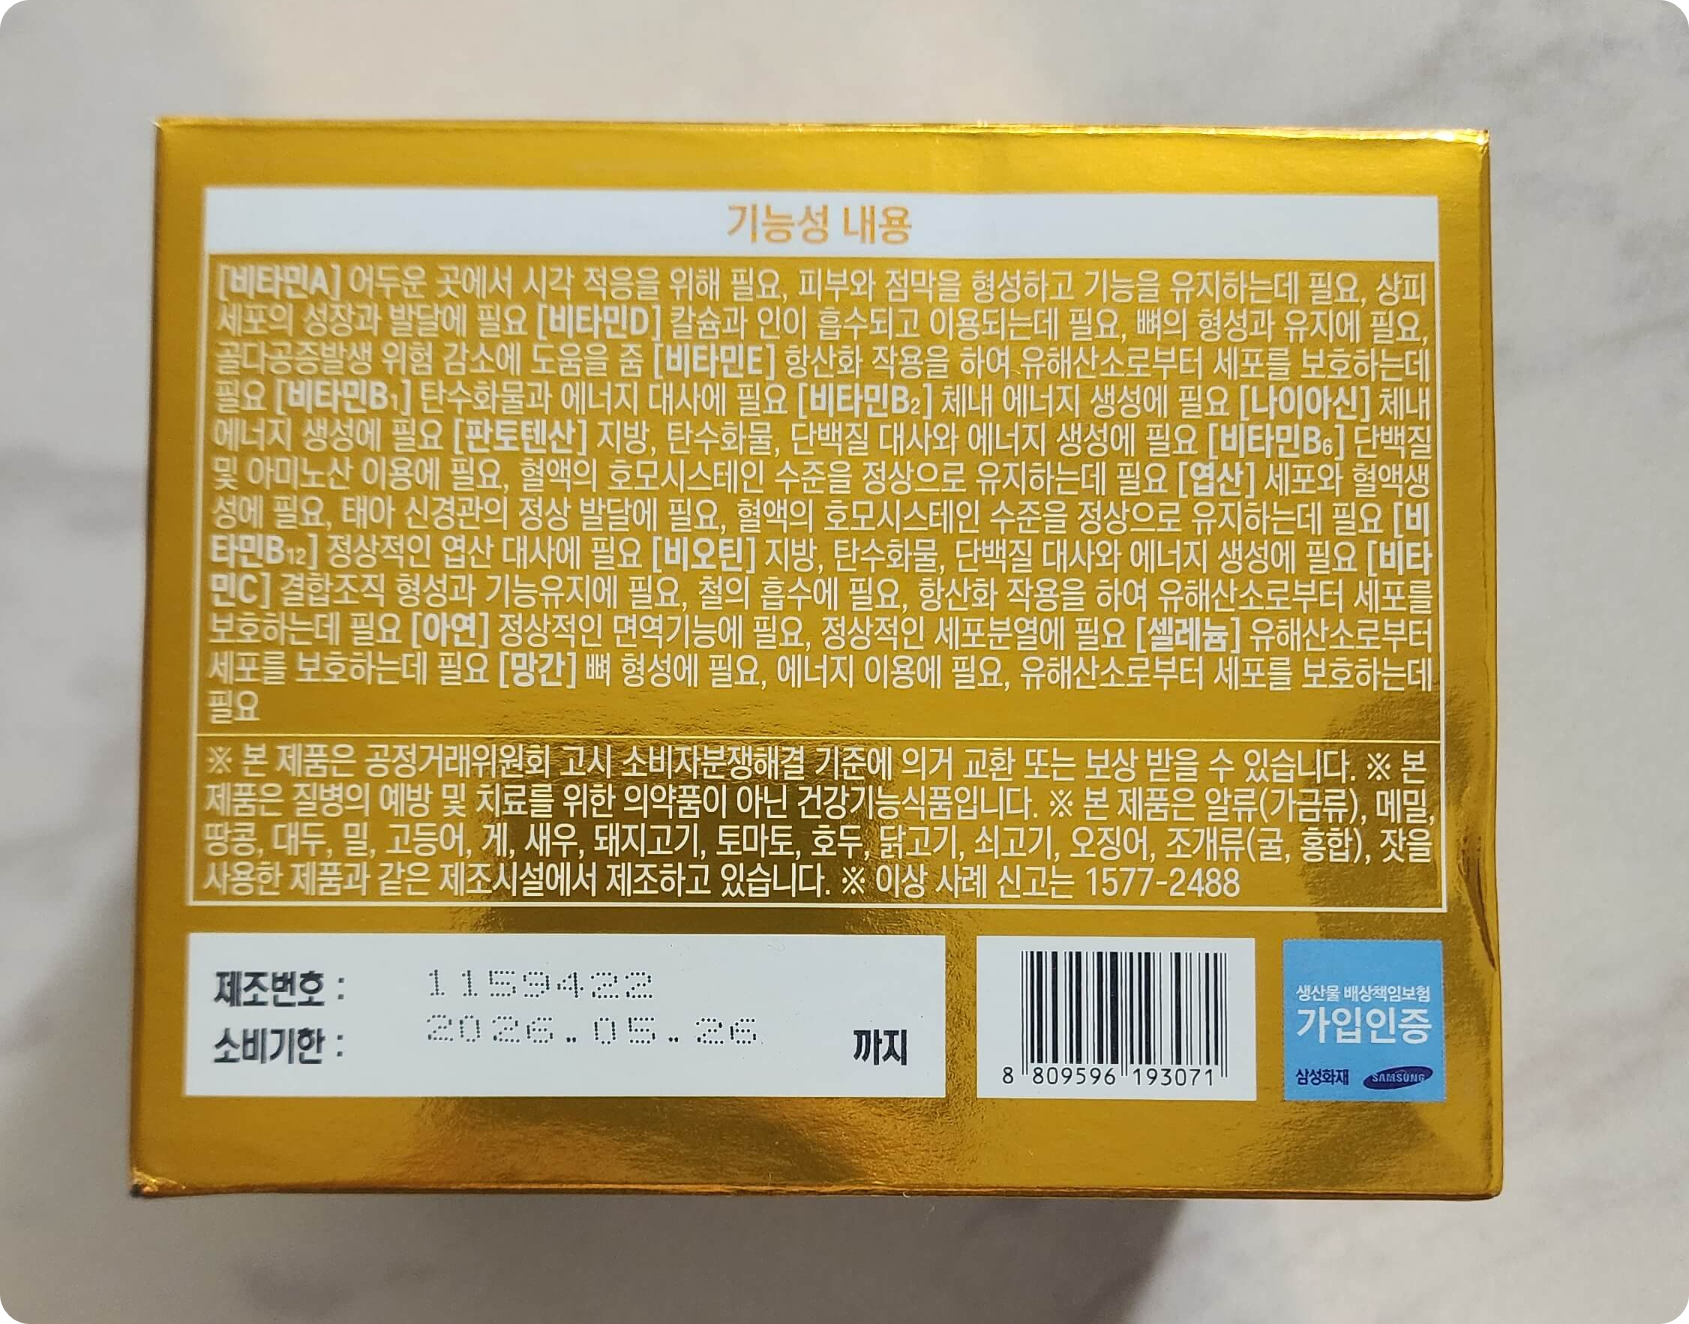 기능성 내용
[비타민A] 어두운 곳에서 시각 적응을 위해 필요, 피부와 점막을 형성하고 기능을 유지하는데 필요, 상피
세포의 성장과 발달에 필요 [비타민D] 칼슘과 인이 흡수되고 이용되는데 필요, 뼈의 형성과 유지에 필요,
골다공증발생 위험 감소에 도움을 줌 [비타민E] 항산화 작용을 하여 유해산소로부터 세포를 보호하는데
필요 [비타민B₁] 탄수화물과 에너지 대사에 필요 [비타민B₂] 체내 에너지 생성에 필요 [나이아신] 체내
에너지 생성에 필요 [판토텐산] 지방, 탄수화물, 단백질 대사와 에너지 생성에 필요 [비타민B₆] 단백질
및 아미노산 이용에 필요, 혈액의 호모시스테인 수준을 정상으로 유지하는데 필요 [엽산] 세포와 혈액생
성에 필요, 태아 신경관의 정상 발달에 필요, 혈액의 호모시스테인 수준을 정상으로 유지하는데 필요 [비
타민B₁₂] 정상적인 엽산 대사에 필요 [비오틴] 지방, 탄수화물, 단백질 대사와 에너지 생성에 필요 [비타
민C] 결합조직 형성과 기능유지에 필요, 철의 흡수에 필요, 항산화 작용을 하여 유해산소로부터 세포를
보호하는데 필요 [아연] 정상적인 면역기능에 필요, 정상적인 세포분열에 필요 [셀레늄] 유해산소로부터
세포를 보호하는데 필요 [망간] 뼈 형성에 필요, 에너지 이용에 필요, 유해산소로부터 세포를 보호하는데
필요
※ 본 제품은 공정거래위원회 고시 소비자분쟁해결 기준에 의거 교환 또는 보상 받을 수 있습니다. ※ 본
제품은 질병의 예방 및 치료를 위한 의약품이 아닌 건강기능식품입니다. ※ 본 제품은 알류(가금류), 메밀,
땅콩, 대두, 밀, 고등어, 게, 새우, 돼지고기, 토마토, 호두, 닭고기, 쇠고기, 오징어, 조개류(굴, 홍합), 잣을
사용한 제품과 같은 제조시설에서 제조하고 있습니다. ※ 이상 사례 신고는 1577-2488
제조번호 : 1159422
소비기한 : 2026.05.26 까지
8 809596 193071
생산물 배상책임보험
가입인증
삼성화재 SAMSUNG